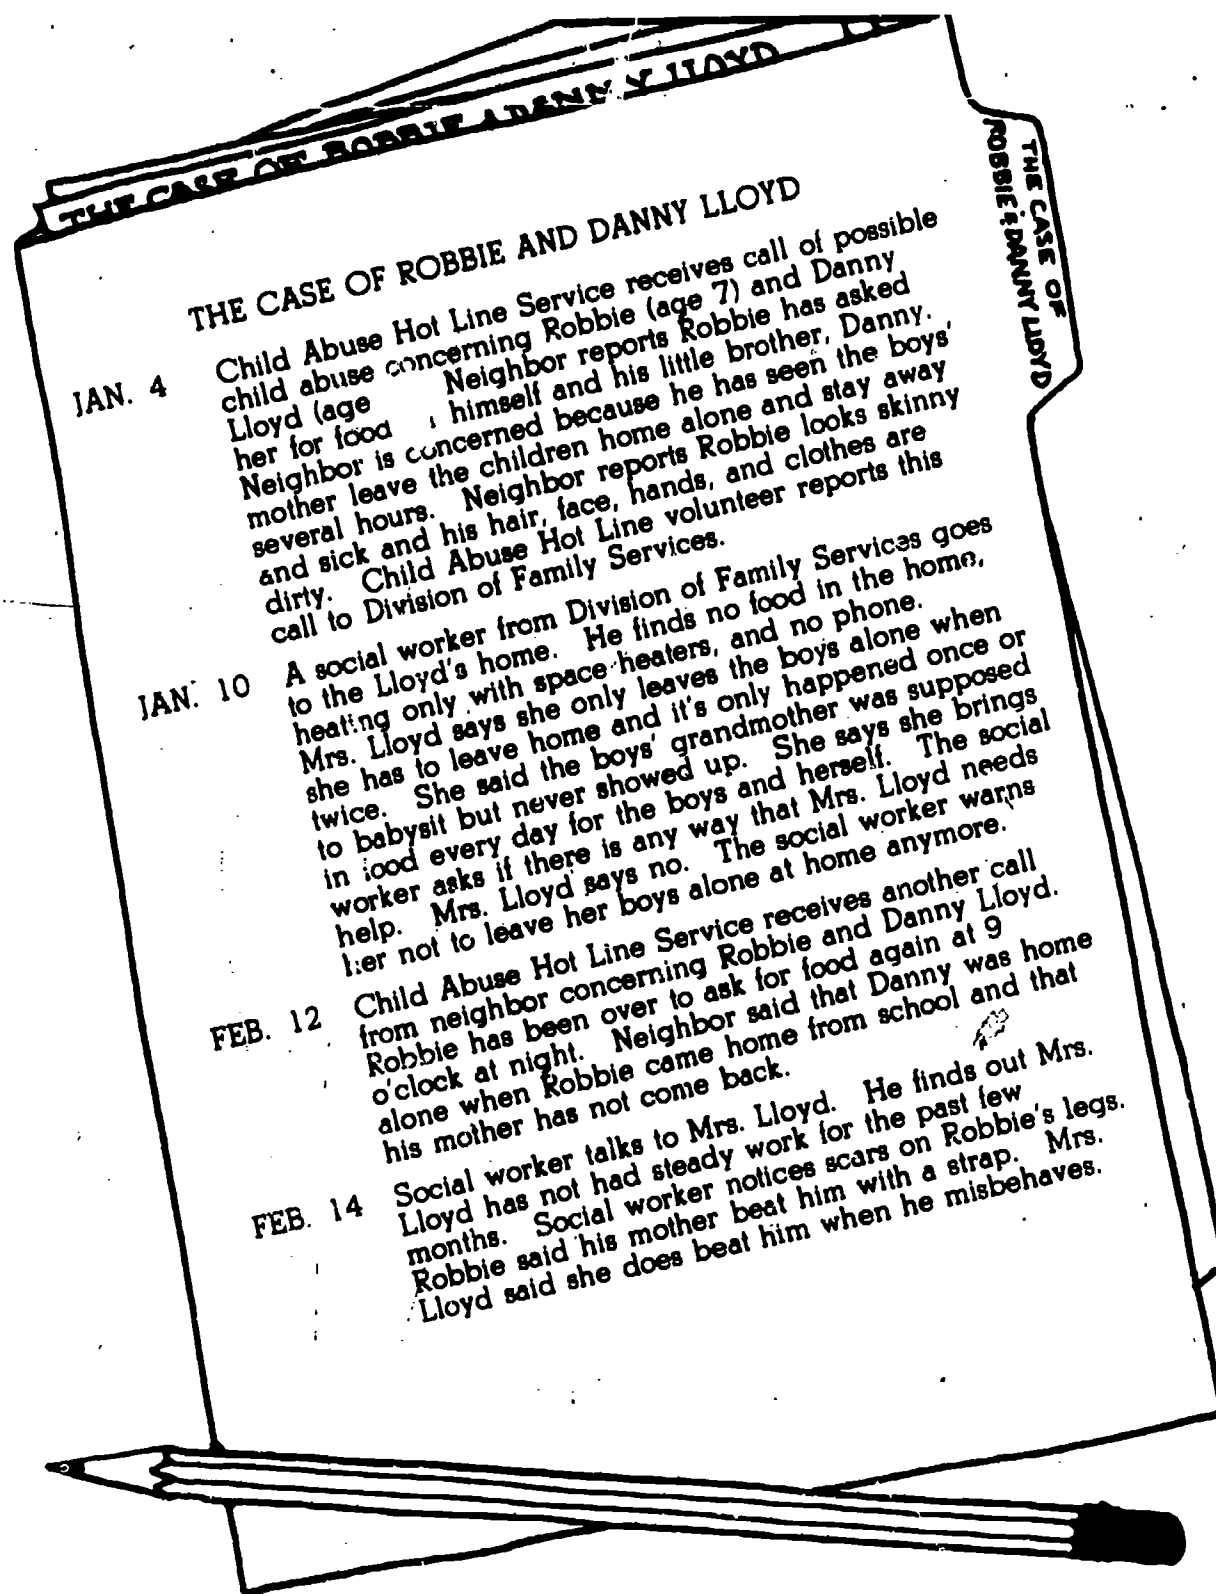 THE CASE OF ROBBIE & DANNY LLOYD
THE CASE OF
ROBBIE & DANNY LLOYD
THE CASE OF ROBBIE AND DANNY LLOYD
JAN. 4 Child Abuse Hot Line Service receives call of possible
child abuse concerning Robbie (age 7) and Danny
Lloyd (age Neighbor reports Robbie has asked
her for food himself and his little brother, Danny.
Neighbor is concerned because he has seen the boys'
mother leave the children home alone and stay away
several hours. Neighbor reports Robbie looks skinny
and sick and his hair, face, hands, and clothes are
dirty. Child Abuse Hot Line volunteer reports this
call to Division of Family Services.
JAN. 10 A social worker from Division of Family Services goes
to the Lloyd's home. He finds no food in the home,
heating only with space heaters, and no phone.
Mrs. Lloyd says she only leaves the boys alone when
she has to leave home and it's only happened once or
twice. She said the boys' grandmother was supposed
to babysit but never showed up. She says she brings
in food every day for the boys and herself. The social
worker asks if there is any way that Mrs. Lloyd needs
help. Mrs. Lloyd says no. The social worker warns
her not to leave her boys alone at home anymore.
FEB. 12 Child Abuse Hot Line Service receives another call
from neighbor concerning Robbie and Danny Lloyd.
Robbie has been over to ask for food again at 9
o'clock at night. Neighbor said that Danny was home
alone when Robbie came home from school and that
his mother has not come back.
FEB. 14 Social worker talks to Mrs. Lloyd. He finds out Mrs.
Lloyd has not had steady work for the past few
months. Social worker notices scars on Robbie's legs.
Robbie said his mother beat him with a strap. Mrs.
Lloyd said she does beat him when he misbehaves.